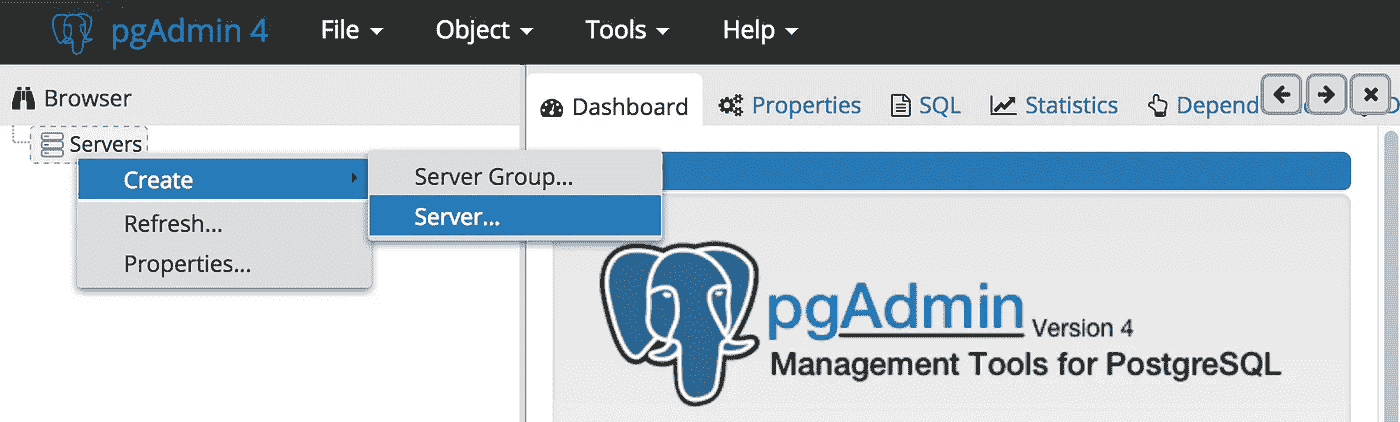 pgAdmin 4 File Object Tools Help
Browser
Dashboard Properties SQL Statistics Depend
Servers
Create
Server Group...
Server...
Refresh...
Properties...
pgAdmin Version 4
Management Tools for PostgreSQL